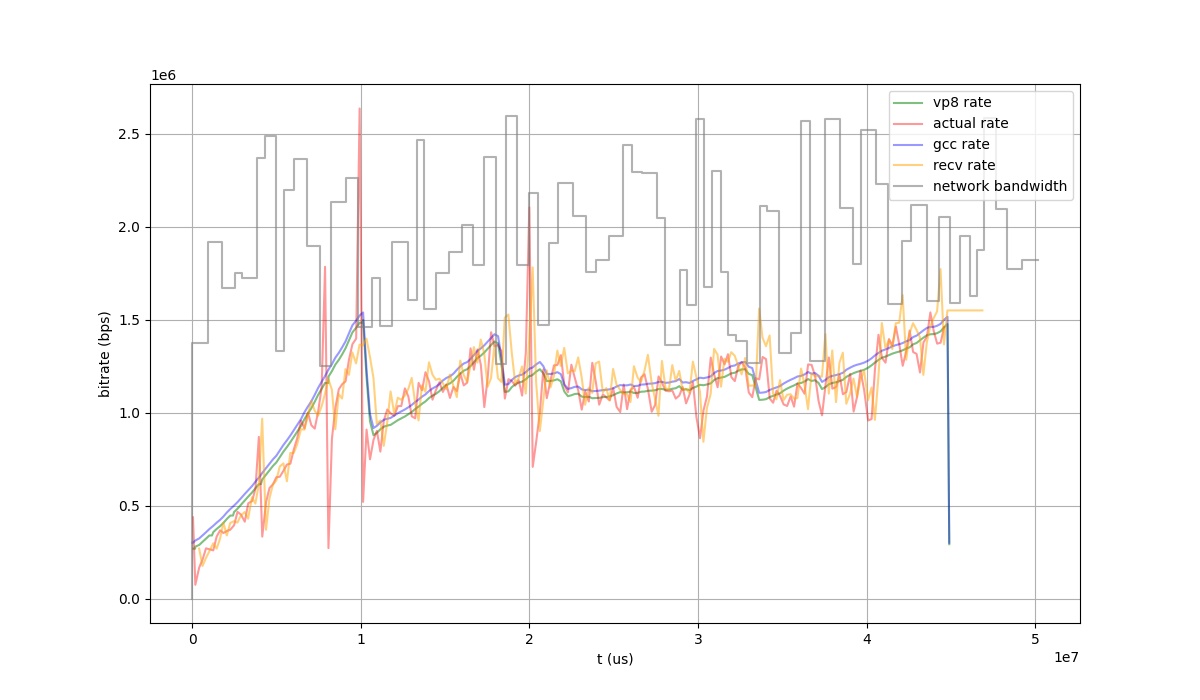 1e6
2.5
2.0
1.5
1.0
0.5
0.0
bitrate (bps)
vp8 rate
actual rate
gcc rate
recv rate
network bandwidth
0 1 2 3 4 5
t (us)
1e7